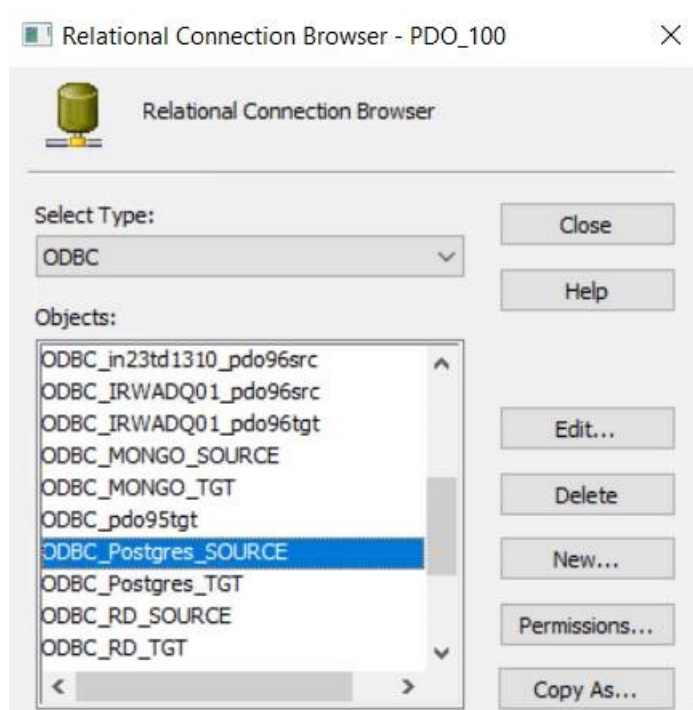 Relational Connection Browser - PDO_100
Relational Connection Browser
Select Type:
ODBC
Close
Help
Objects:
ODBC_in23td1310_pdo96src
ODBC_IRWADQ01_pdo96src
ODBC_IRWADQ01_pdo96tgt
ODBC_MONGO_SOURCE
ODBC_MONGO_TGT
ODBC_pdo95tgt
ODBC_Postgres_SOURCE
ODBC_Postgres_TGT
ODBC_RD_SOURCE
ODBC_RD_TGT
Edit...
Delete
New...
Permissions...
Copy As...